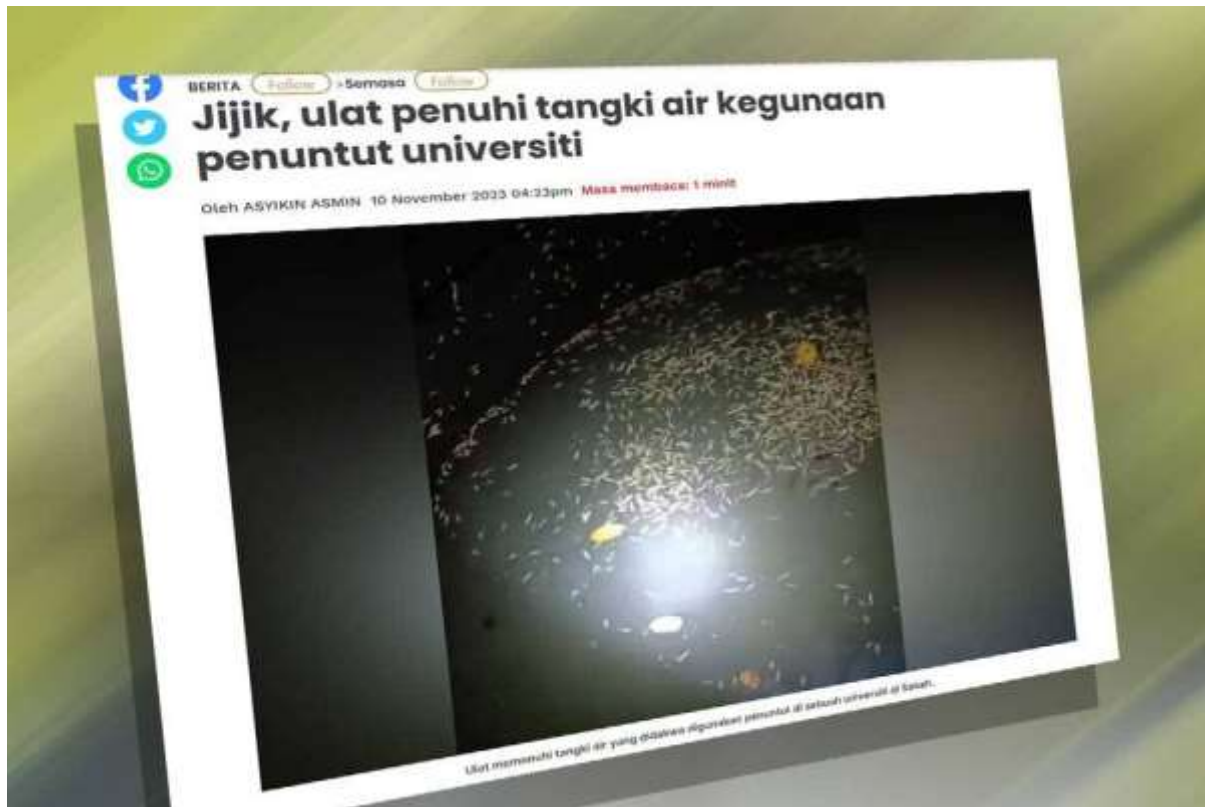 BERITA Follow > Semasa Follow
Jijik, ulat penuhi tangki air kegunaan
penuntut universiti
Oleh ASYIKIN ASMIN 10 November 2023 04:23pm Masa membaca: 1 minit
Ulat memenuhi tangki air yang didakwa digunakan penuntut di sebuah universiti di Sabah.